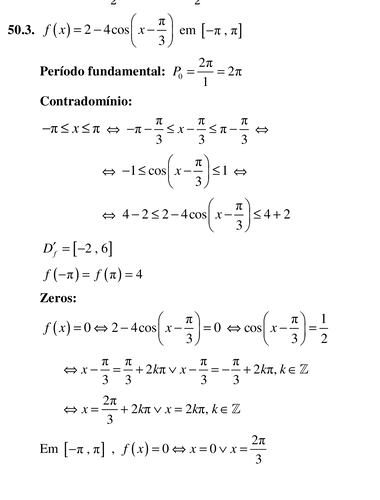 50.3. f(x)=2−4cos(x−π/3) em [−π , π]
Período fundamental: P₀=2π/1=2π
Contradomínio:
−π≤x≤π ⇔ −π−π/3≤x−π/3≤π−π/3 ⇔
⇔ −1≤cos(x−π/3)≤1 ⇔
⇔ 4−2≤2−4cos(x−π/3)≤4+2
D′f=[−2 , 6]
f(−π)=f(π)=4
Zeros:
f(x)=0⇔2−4cos(x−π/3)=0 ⇔cos(x−π/3)=1/2
⇔x−π/3=π/3+2kπ∨x−π/3=−π/3+2kπ, k∈ℤ
⇔x=2π/3+2kπ∨x=2kπ, k∈ℤ
Em [−π , π] , f(x)=0⇔x=0∨x=2π/3